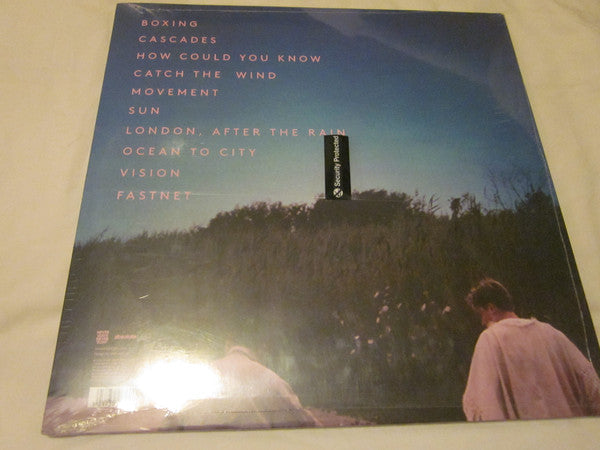 BOXING
CASCADES
HOW COULD YOU KNOW
CATCH THE WIND
MOVEMENT
SUN
LONDON, AFTER THE RAIN
OCEAN TO CITY
VISION
FASTNET
Security Protected